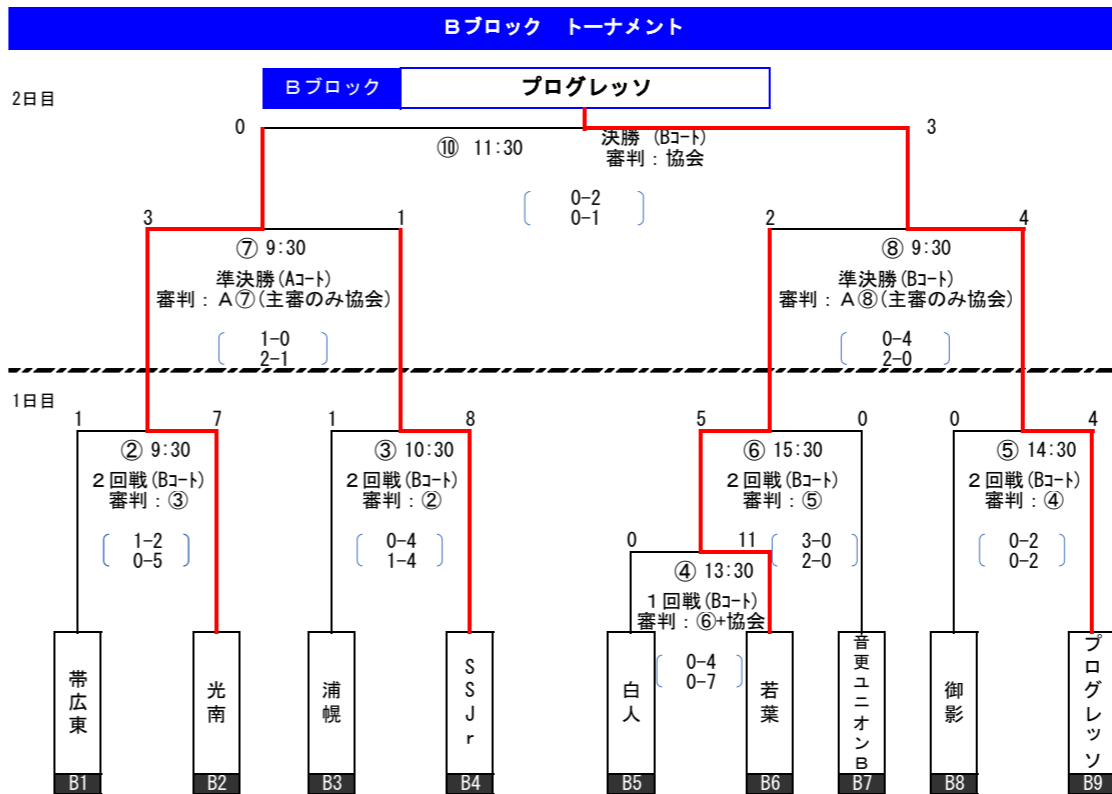 Ｂブロック　トーナメント
2日目
Ｂブロック
プログレッソ
0
3
⑩ 11:30
決勝 (Bｺｰﾄ)
審判：協会
0-2
0-1
3
1
2
4
⑦ 9:30
準決勝(Aｺｰﾄ)
審判：Ａ⑦(主審のみ協会)
1-0
2-1
⑧ 9:30
準決勝(Bｺｰﾄ)
審判：Ａ⑧(主審のみ協会)
0-4
2-0
1日目
1
7
② 9:30
２回戦(Bｺｰﾄ)
審判：③
1-2
0-5
1
8
③ 10:30
２回戦(Bｺｰﾄ)
審判：②
0-4
1-4
5
0
⑥ 15:30
２回戦(Bｺｰﾄ)
審判：⑤
3-0
2-0
0
4
⑤ 14:30
２回戦(Bｺｰﾄ)
審判：④
0-2
0-2
0
11
④ 13:30
１回戦(Bｺｰﾄ)
審判：⑥+協会
0-4
0-7
帯広東
光南
浦幌
ＳＳＪｒ
白人
若葉
音更ユニオンＢ
御影
プログレッソ
B1
B2
B3
B4
B5
B6
B7
B8
B9